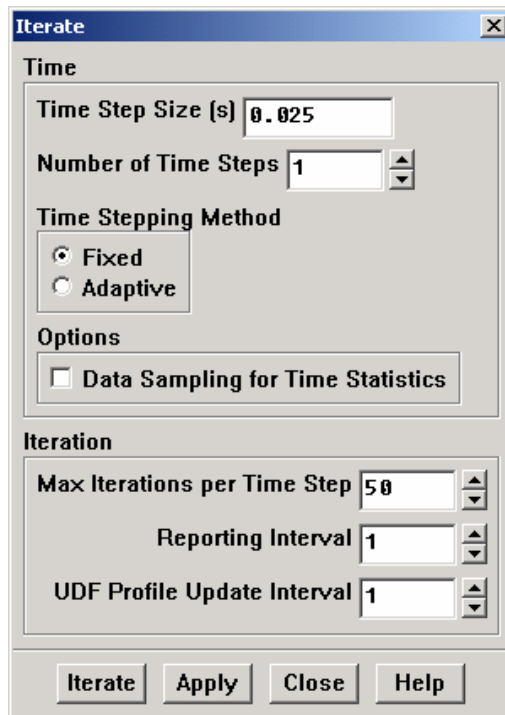 Iterate
Time
Time Step Size (s) 0.025
Number of Time Steps 1
Time Stepping Method
Fixed
Adaptive
Options
Data Sampling for Time Statistics
Iteration
Max Iterations per Time Step 50
Reporting Interval 1
UDF Profile Update Interval 1
Iterate Apply Close Help